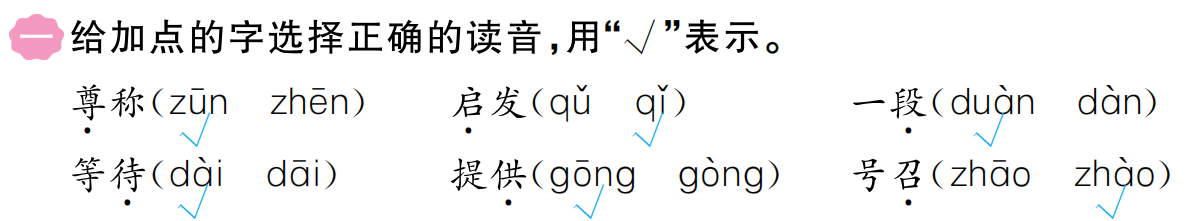 一 给加点的字选择正确的读音,用“√”表示。
尊称(zūn zhēn) 启发(qǔ qǐ) 一段(duàn dàn)
等待(dài dāi) 提供(gōng gòng) 号召(zhāo zhào)